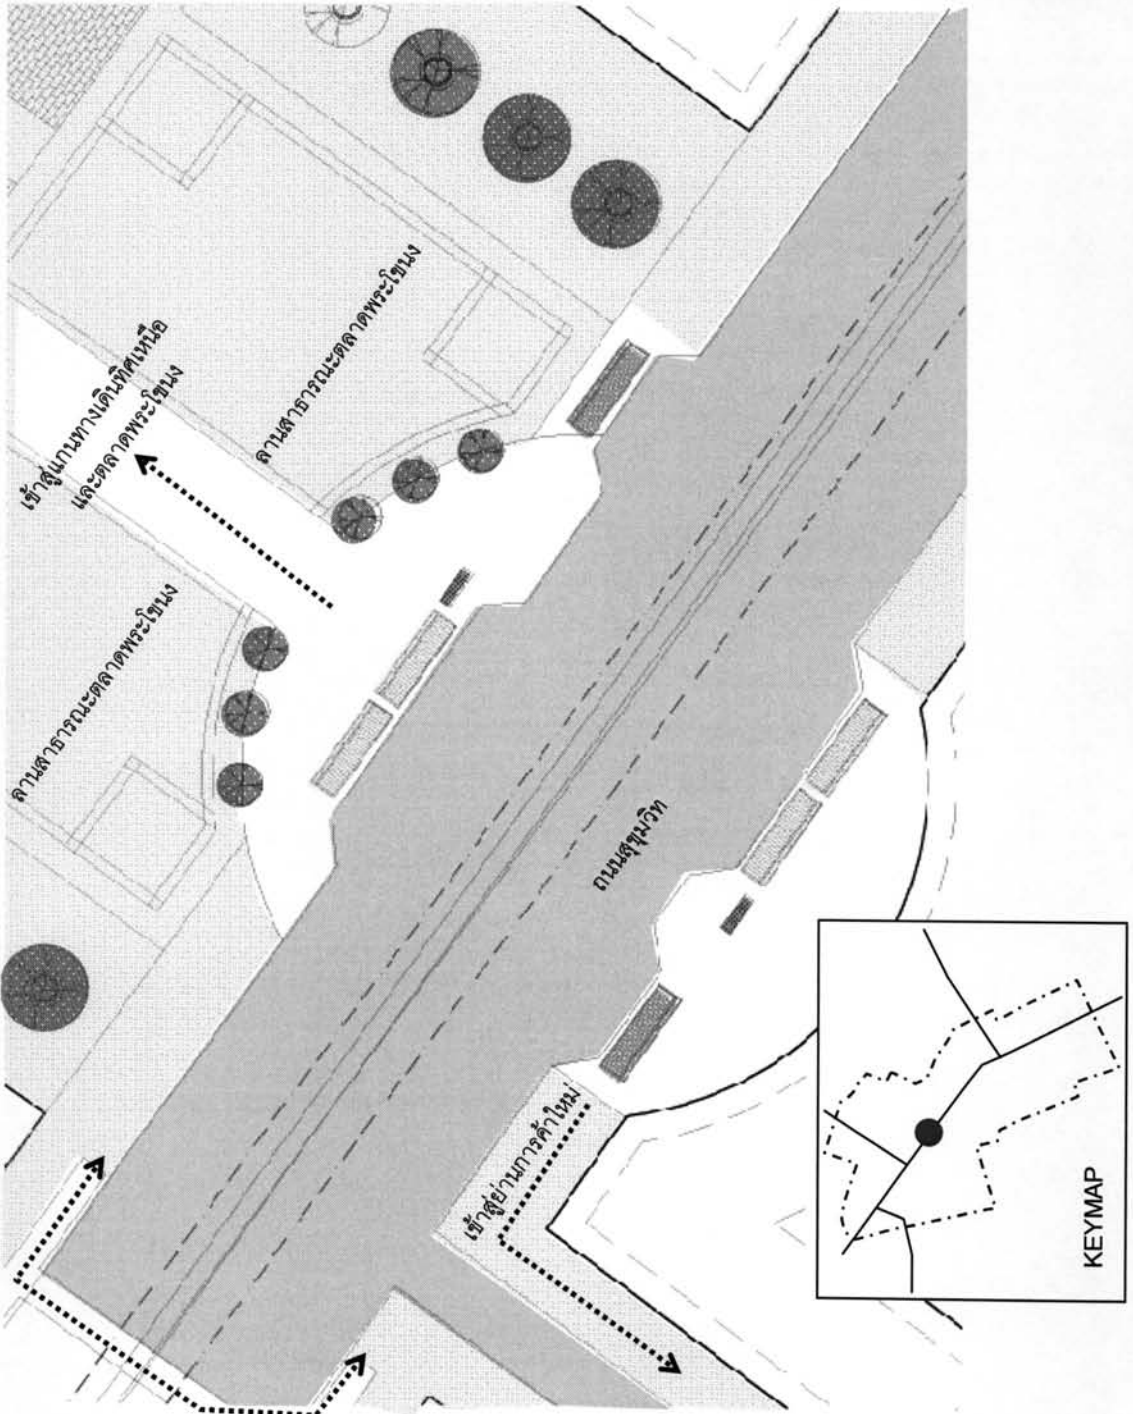 เข้าสู่แกนทางเดินทิศเหนือ
และตลาดพระโขนง
ลานสาธารณะตลาดพระโขนง
ลานสาธารณะตลาดพระโขนง
ถนนสุขุมวิท
เข้าสู่ย่านการค้าใหม่
KEYMAP